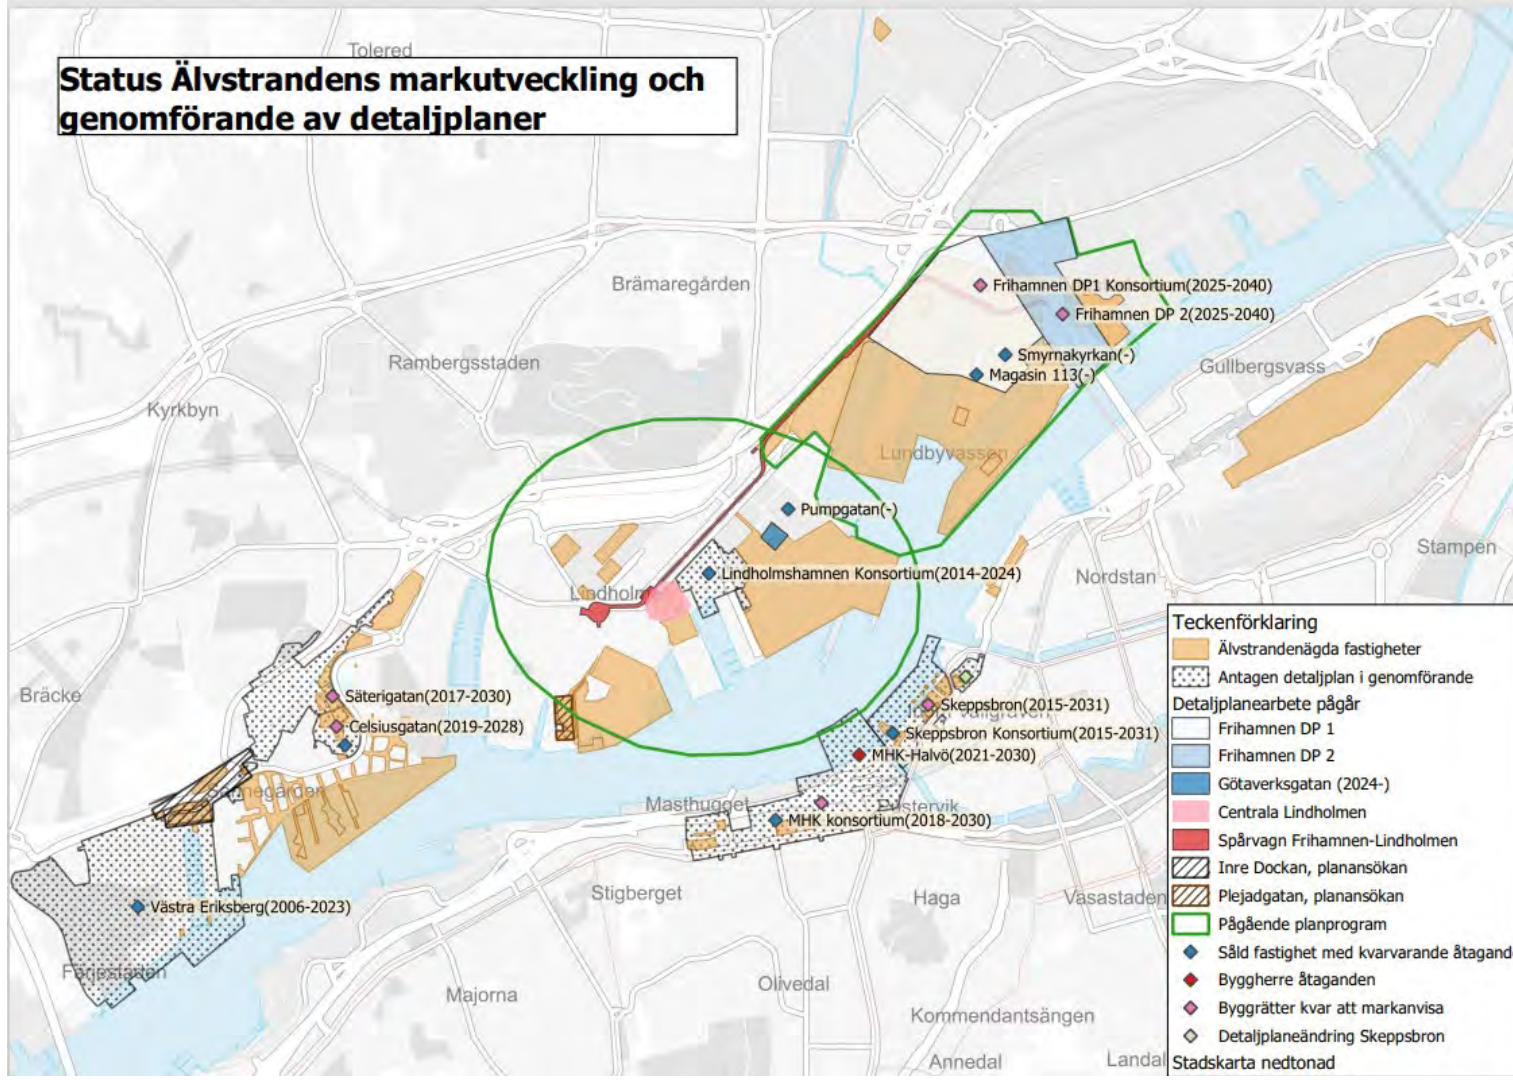 Tolered
Status Älvstrandens markutveckling och
genomförande av detaljplaner
Brämaregården
Frihamnen DP1 Konsortium(2025-2040)
Frihamnen DP 2(2025-2040)
Smyrnakyrkan(-)
Rambergsstaden
Gullbergsvass
Magasin 113(-)
Kyrkbyn
Lundbyvassen
Pumpgatan(-)
Stampen
Lindholmshamnen Konsortium(2014-2024)
Nordstan
Bräcke
Säterigatan(2017-2030)
Skeppsbron(2015-2031)
Celsiusgatan(2019-2028)
Skeppsbron Konsortium(2015-2031)
MHK-Halvö(2021-2030)
Sannegården
Masthugget
MHK konsortium(2018-2030)
Stigberget
Haga
Vasastaden
Västra Eriksberg(2006-2023)
Färjestaden
Majorna
Olivedal
Kommendantsängen
Annedal
Landal
Teckenförklaring
Älvstrandenägda fastigheter
Antagen detaljplan i genomförande
Detaljplanearbete pågår
Frihamnen DP 1
Frihamnen DP 2
Götaverksgatan (2024-)
Centrala Lindholmen
Spårvagn Frihamnen-Lindholmen
Inre Dockan, planansökan
Plejadgatan, planansökan
Pågående planprogram
Såld fastighet med kvarvarande åtagand
Byggherre åtaganden
Byggrätter kvar att markanvisa
Detaljplaneändring Skeppsbron
Stadskarta nedtonad